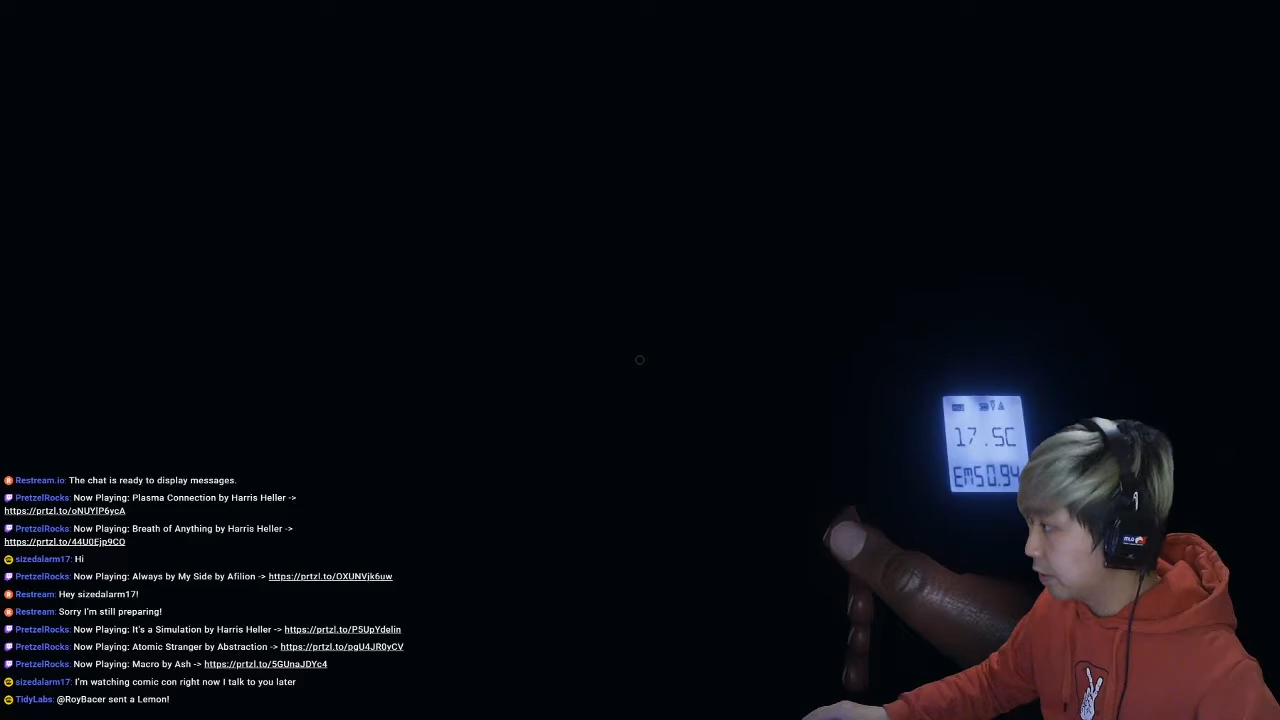 Restream.io: The chat is ready to display messages.
PretzelRocks: Now Playing: Plasma Connection by Harris Heller ->
https://prtzl.to/oNUYlP6ycA
PretzelRocks: Now Playing: Breath of Anything by Harris Heller ->
https://prtzl.to/44U0Ejp9CO
sizedalarm17: Hi
PretzelRocks: Now Playing: Always by My Side by Afilion -> https://prtzl.to/OXUNVjk6uw
Restream: Hey sizedalarm17!
Restream: Sorry I'm still preparing!
PretzelRocks: Now Playing: It's a Simulation by Harris Heller -> https://prtzl.to/P5UpYdelin
PretzelRocks: Now Playing: Atomic Stranger by Abstraction -> https://prtzl.to/pgU4JR0yCV
PretzelRocks: Now Playing: Macro by Ash -> https://prtzl.to/5GUnaJDYc4
sizedalarm17: I'm watching comic con right now I talk to you later
TidyLabs: @RoyBacer sent a Lemon!
17.5C
EMS0.94